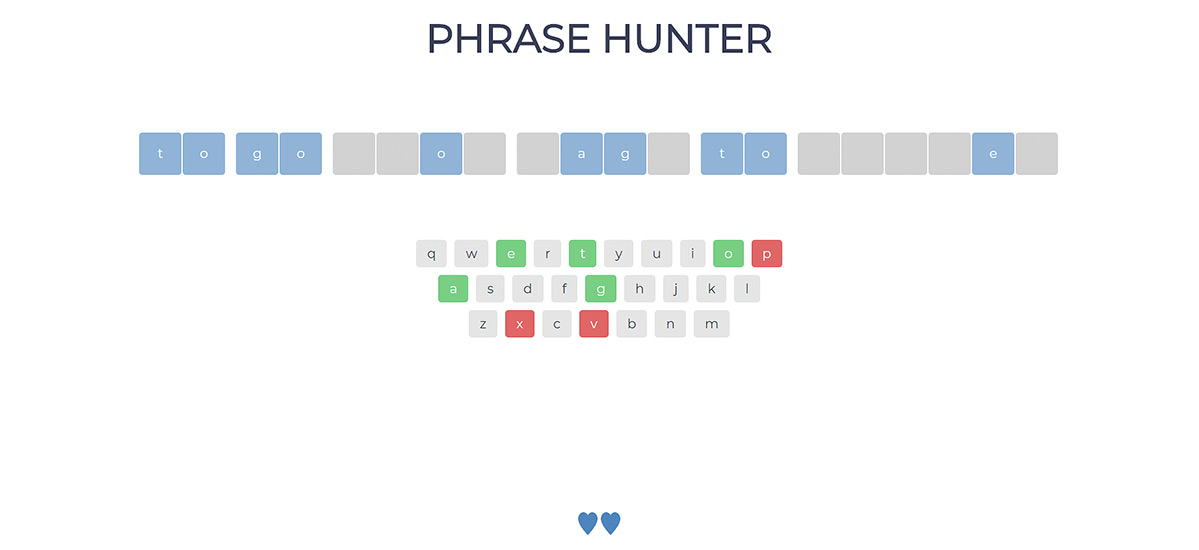 PHRASE HUNTER
t o g o o a g t o e
q w e r t y u i o p
a s d f g h j k l
z x c v b n m